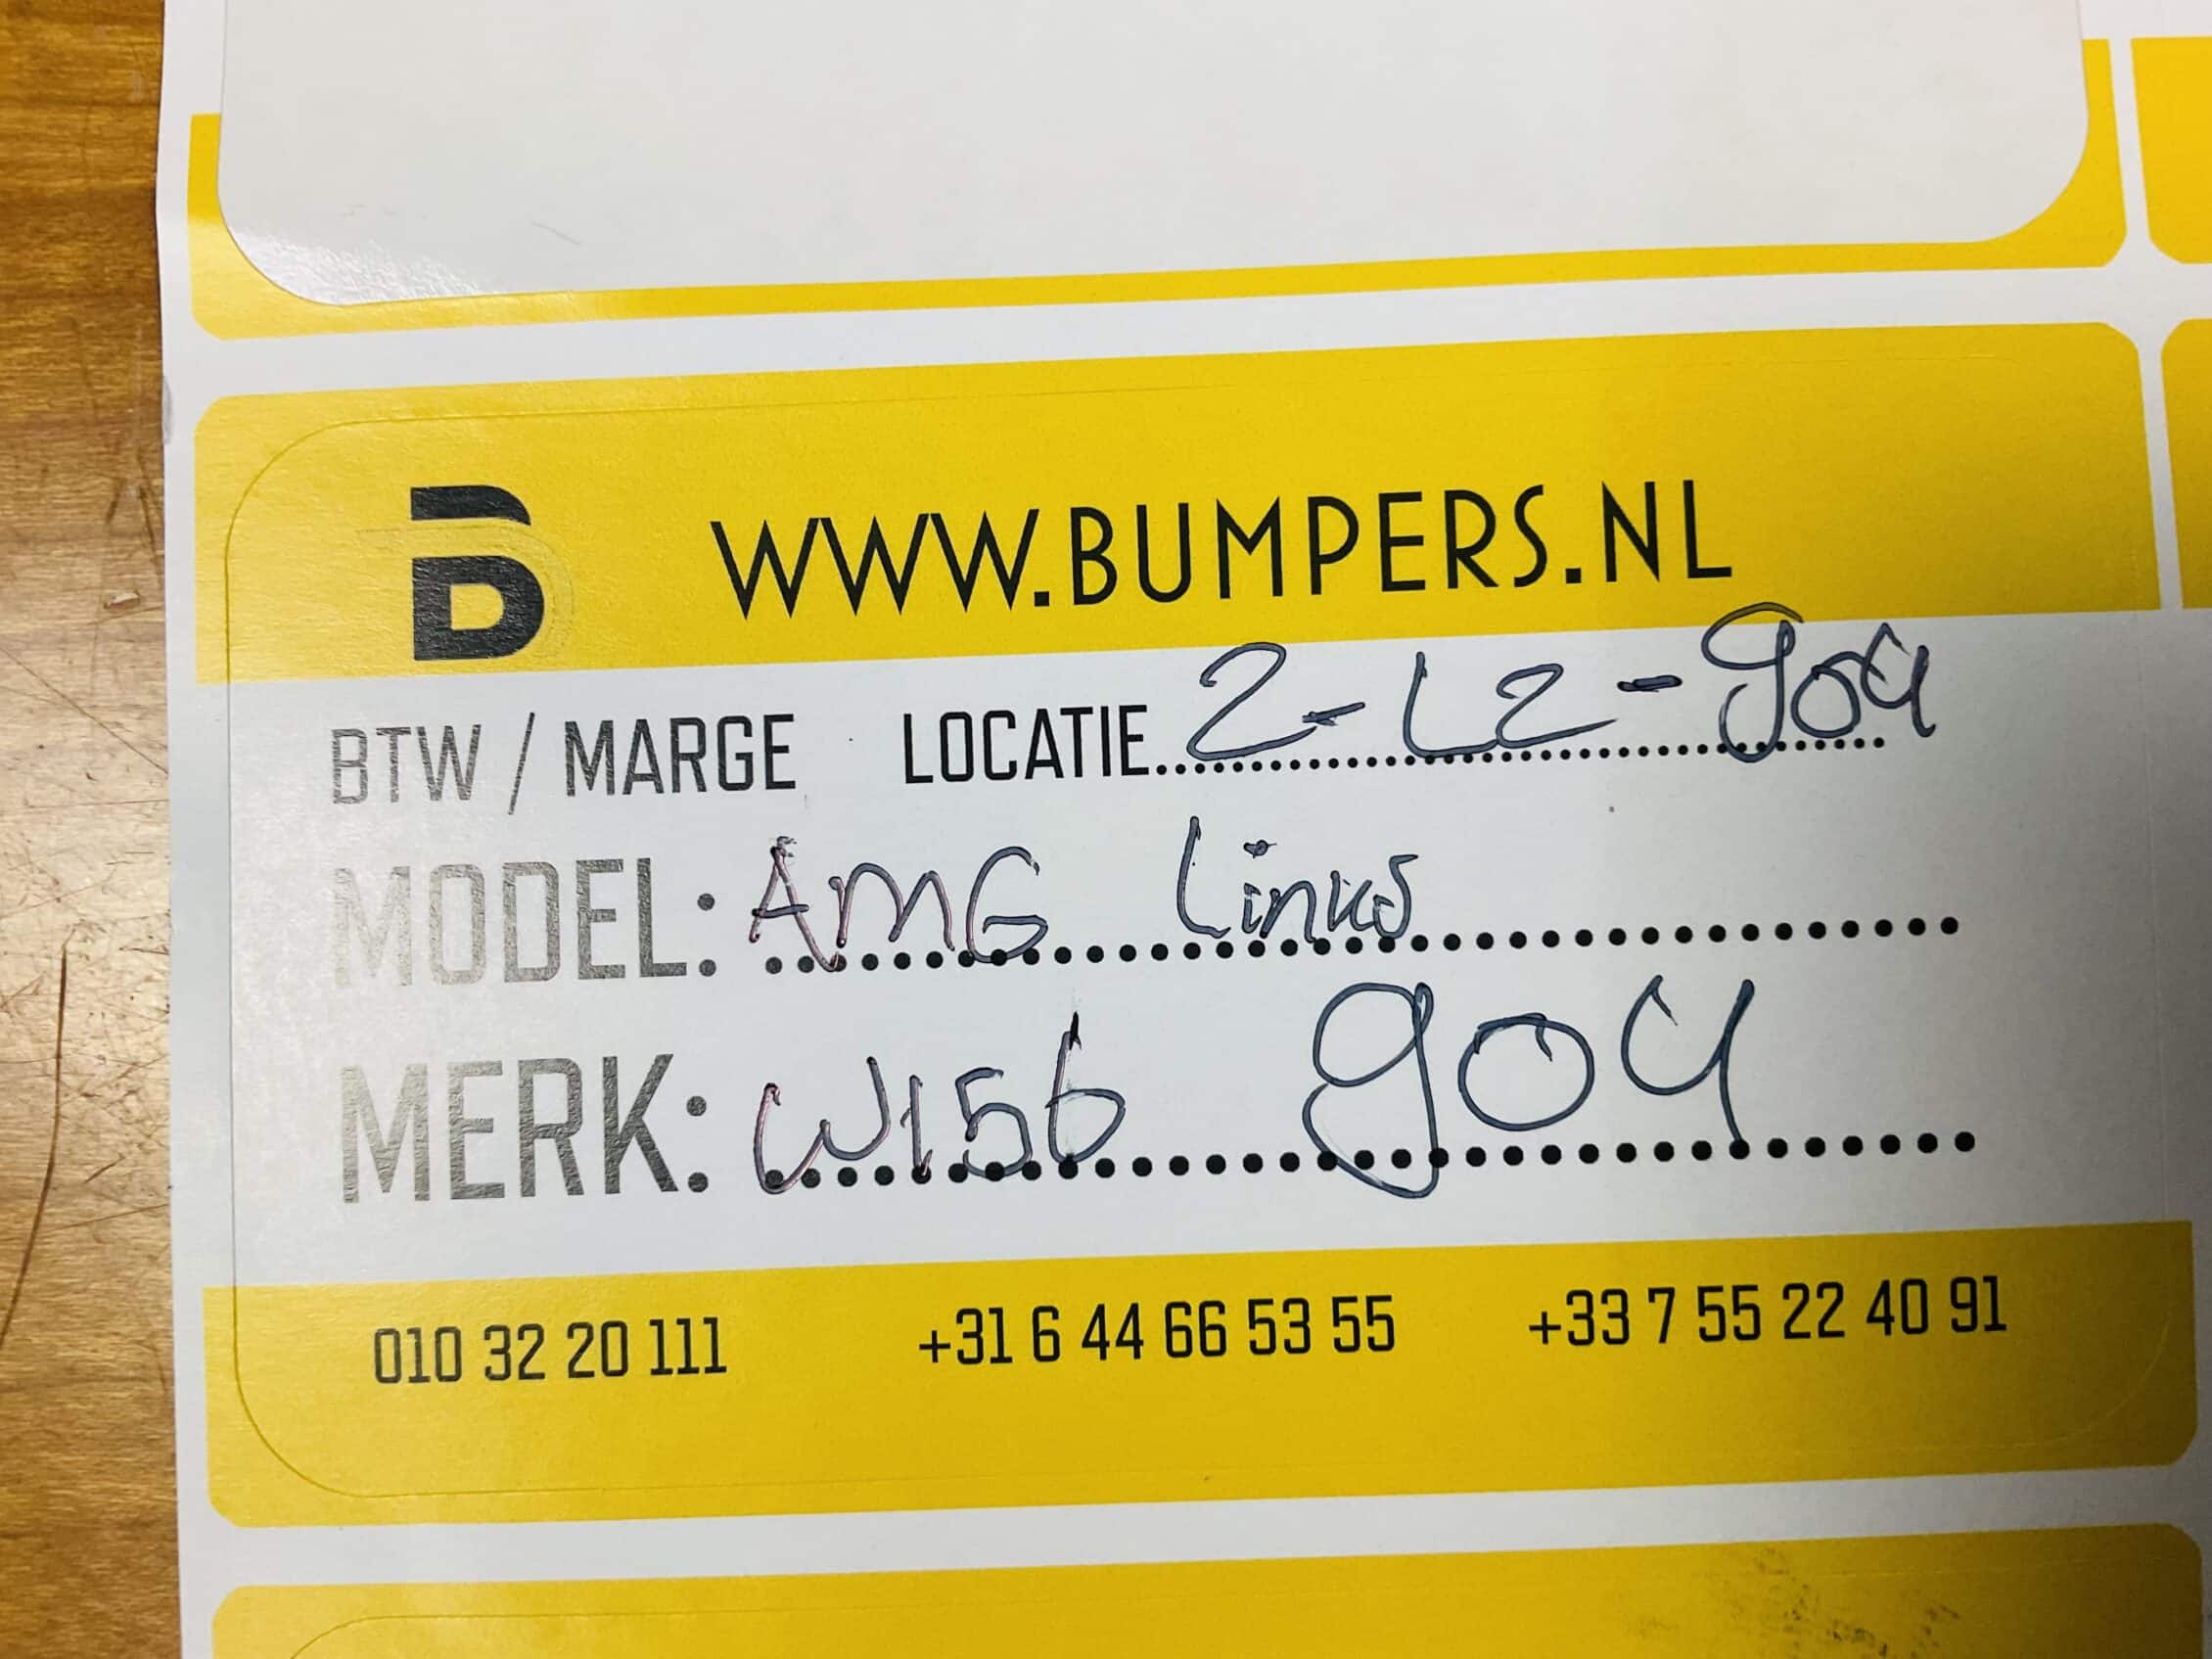 B WWW.BUMPERS.NL
BTW / MARGE LOCATIE 2-L2-904
MODEL: AMG Links
MERK: W156 904
010 32 20 111 +31 6 44 66 53 55 +33 7 55 22 40 91